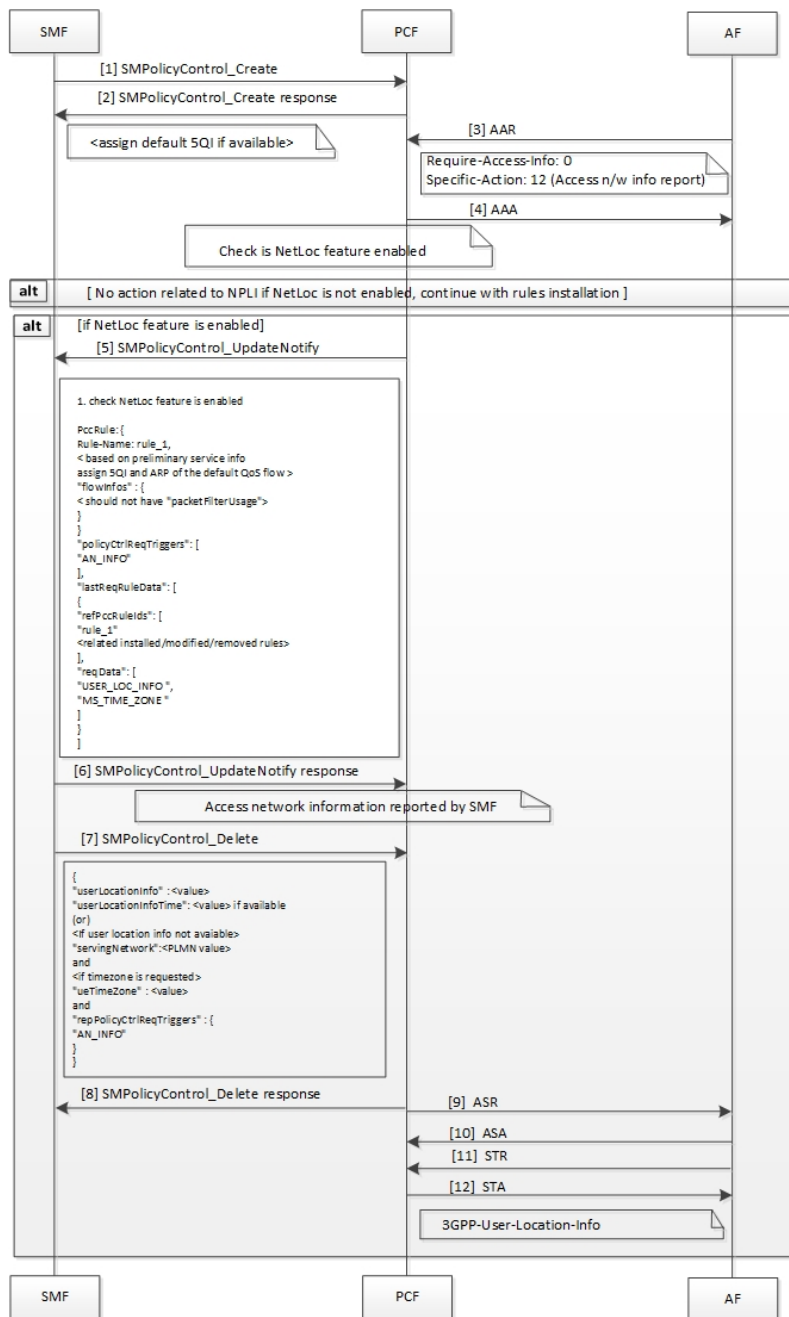 SMF
PCF
AF
[1] SMPolicyControl_Create
[2] SMPolicyControl_Create response
<assign default 5QI if available>
[3] AAR
Require-Access-Info: 0
Specific-Action: 12 (Access n/w info report)
[4] AAA
Check is NetLoc feature enabled
alt
[ No action related to NPLI if NetLoc is not enabled, continue with rules installation ]
alt
[if NetLoc feature is enabled]
[5] SMPolicyControl_UpdateNotify
1. check NetLoc feature is enabled
PccRule: {
Rule-Name: rule_1,
< based on preliminary service info
assign 5QI and ARP of the default QoS flow >
"flowInfos" : {
< should not have "packetFilterUsage">
}
}
"policyCtrlReqTriggers": [
"AN_INFO"
],
"lastReqRuleData": [
{
"refPccRuleIds": [
"rule_1"
<related installed/modified/removed rules>
],
"reqData": [
"USER_LOC_INFO ",
"MS_TIME_ZONE "
]
}
]
[6] SMPolicyControl_UpdateNotify response
Access network information reported by SMF
[7] SMPolicyControl_Delete
{
"userLocationInfo" : <value>
"userLocationInfoTime": <value> if available
(or)
<If user location info not avaiable>
"servingNetwork":<PLMN value>
and
<if timezone is requested>
"ueTimeZone" : <value>
and
"repPolicyCtrlReqTriggers" : {
"AN_INFO"
}
}
[8] SMPolicyControl_Delete response
[9] ASR
[10] ASA
[11] STR
[12] STA
3GPP-User-Location-Info
SMF
PCF
AF